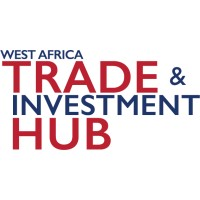 WEST AFRICA
TRADE &
INVESTMENT
HUB